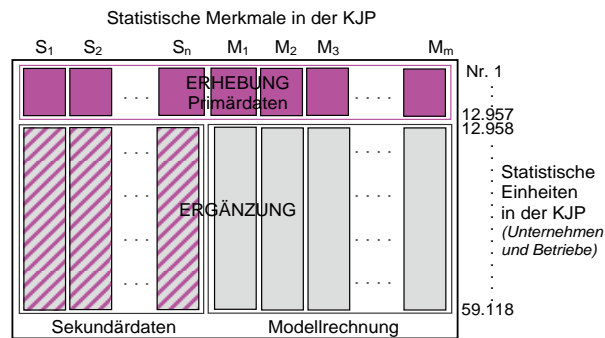 Statistische Merkmale in der KJP
S1 S2 Sn M1 M2 M3 Mm
Nr. 1
ERHEBUNG
. . . . . . .
Primärdaten
12.957
12.958
. . . . . . .
Statistische
Einheiten
ERGÄNZUNG
in der KJP
(Unternehmen
. . . . . . .
und Betriebe)
. . . . . . .
59.118
Sekundärdaten Modellrechnung